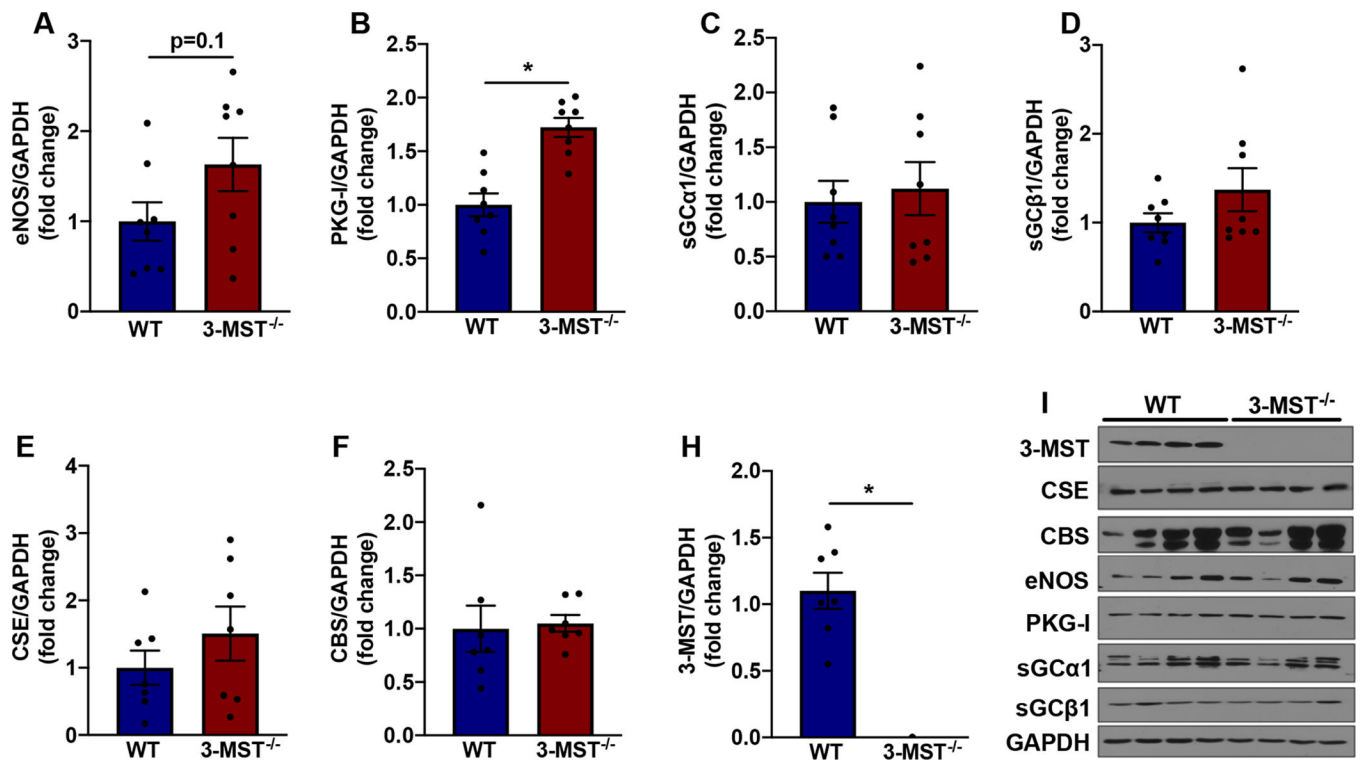 A
eNOS/GAPDH
(fold change)
3
2
1
0
p=0.1
WT
3-MST-/-
B
PKG-I/GAPDH
(fold change)
2.5
2.0
1.5
1.0
0.5
0.0
*
WT
3-MST-/-
C
sGCα1/GAPDH
(fold change)
2.5
2.0
1.5
1.0
0.5
0.0
WT
3-MST-/-
D
sGCβ1/GAPDH
(fold change)
3
2
1
0
WT
3-MST-/-
E
CSE/GAPDH
(fold change)
4
3
2
1
0
WT
3-MST-/-
F
CBS/GAPDH
(fold change)
2.5
2.0
1.5
1.0
0.5
0.0
WT
3-MST-/-
H
3-MST/GAPDH
(fold change)
2.0
1.5
1.0
0.5
0.0
*
WT
3-MST-/-
I
WT
3-MST-/-
3-MST
CSE
CBS
eNOS
PKG-I
sGCα1
sGCβ1
GAPDH